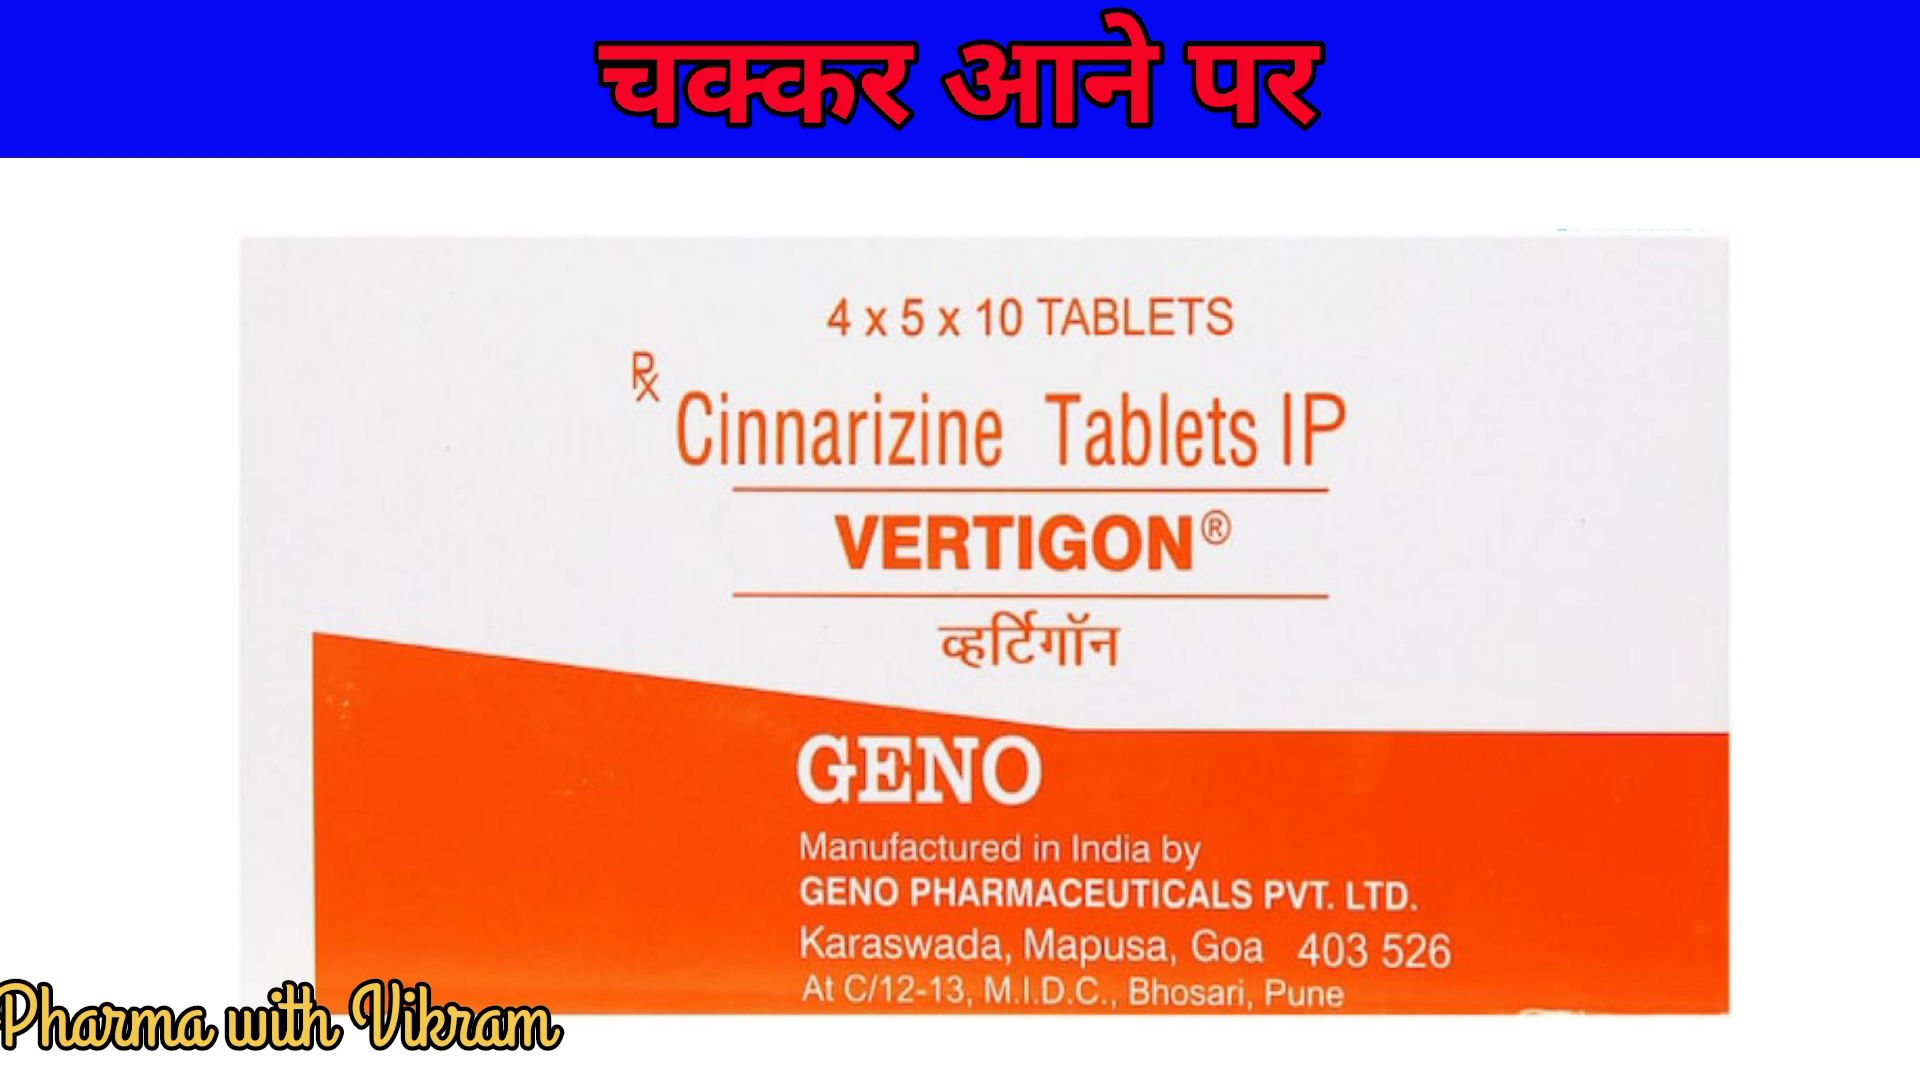 चक्कर आने पर
4 x 5 x 10 TABLETS
Rx Cinnarizine Tablets IP
VERTIGON®
व्हर्टिगॉन
GENO
Manufactured in India by
GENO PHARMACEUTICALS PVT. LTD.
Karaswada, Mapusa, Goa 403 526
At C/12-13, M.I.D.C., Bhosari, Pune
Pharma with Vikram